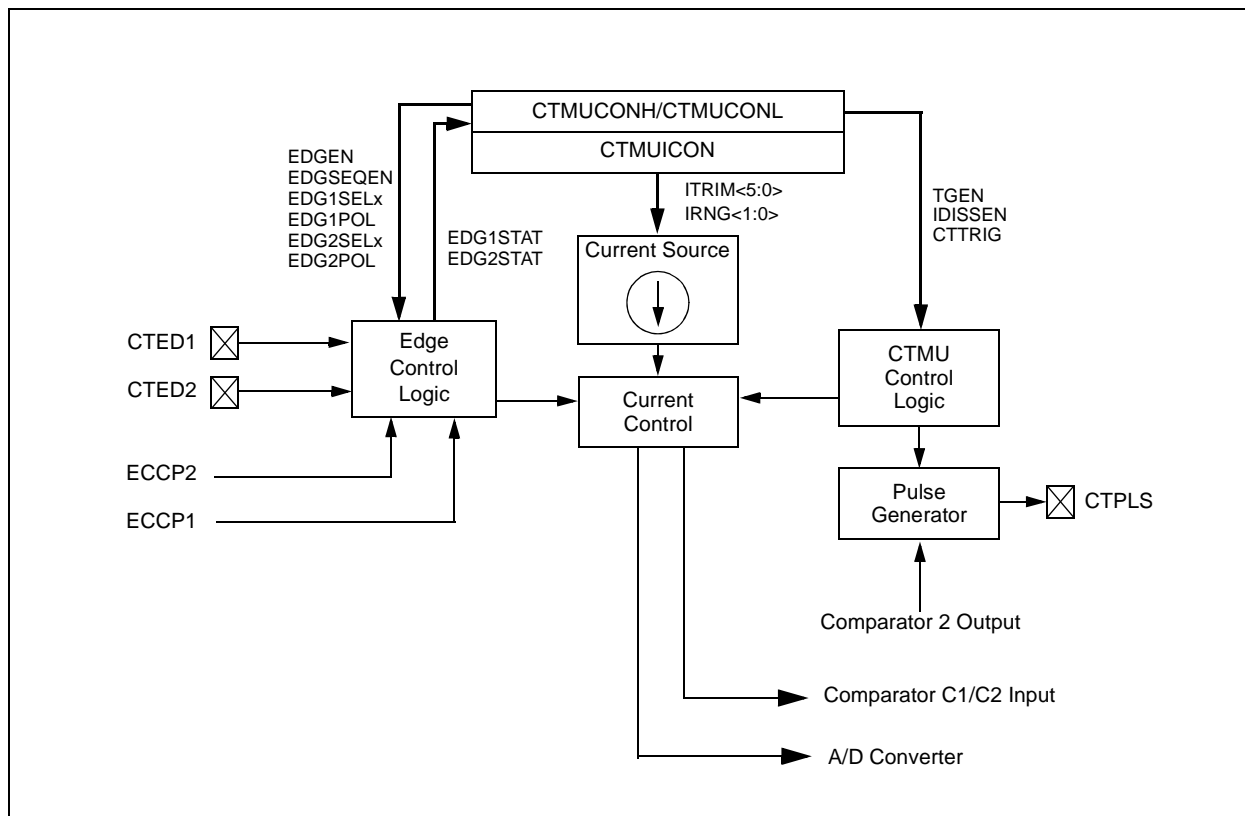 CTMUCONH/CTMUCONL
CTMUICON
EDGEN
EDGSEQEN
EDG1SELx
EDG1POL
EDG2SELx
EDG2POL
EDG1STAT
EDG2STAT
ITRIM<5:0>
IRNG<1:0>
TGEN
IDISSEN
CTTRIG
Current Source
CTED1
CTED2
Edge
Control
Logic
Current
Control
CTMU
Control
Logic
ECCP2
ECCP1
Pulse
Generator
CTPLS
Comparator 2 Output
Comparator C1/C2 Input
A/D Converter